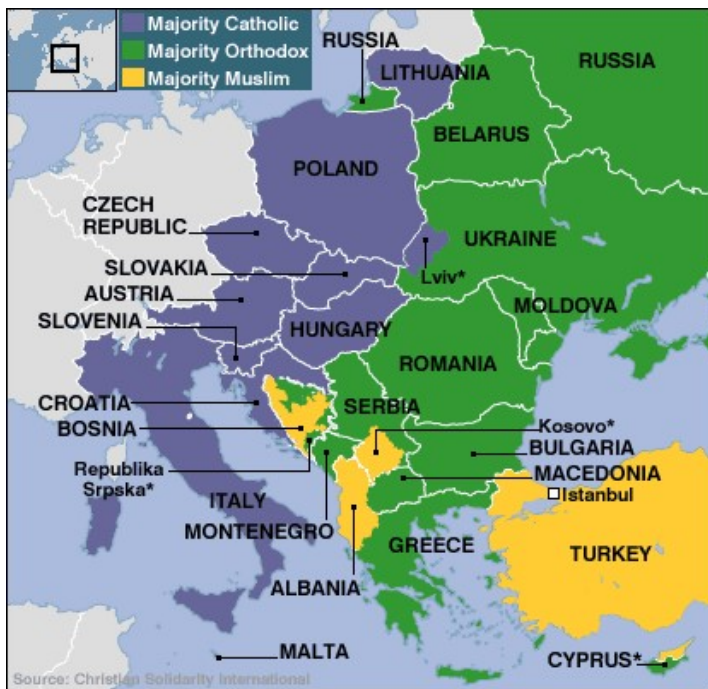 Majority Catholic
Majority Orthodox
Majority Muslim
RUSSIA
LITHUANIA
RUSSIA
BELARUS
POLAND
CZECH
REPUBLIC
UKRAINE
SLOVAKIA
Lviv*
AUSTRIA
MOLDOVA
SLOVENIA
HUNGARY
ROMANIA
CROATIA
SERBIA
Kosovo*
BOSNIA
BULGARIA
Republika
Srpska*
MACEDONIA
Istanbul
ITALY
MONTENEGRO
GREECE
TURKEY
ALBANIA
MALTA
CYPRUS*
Source: Christian Solidarity International